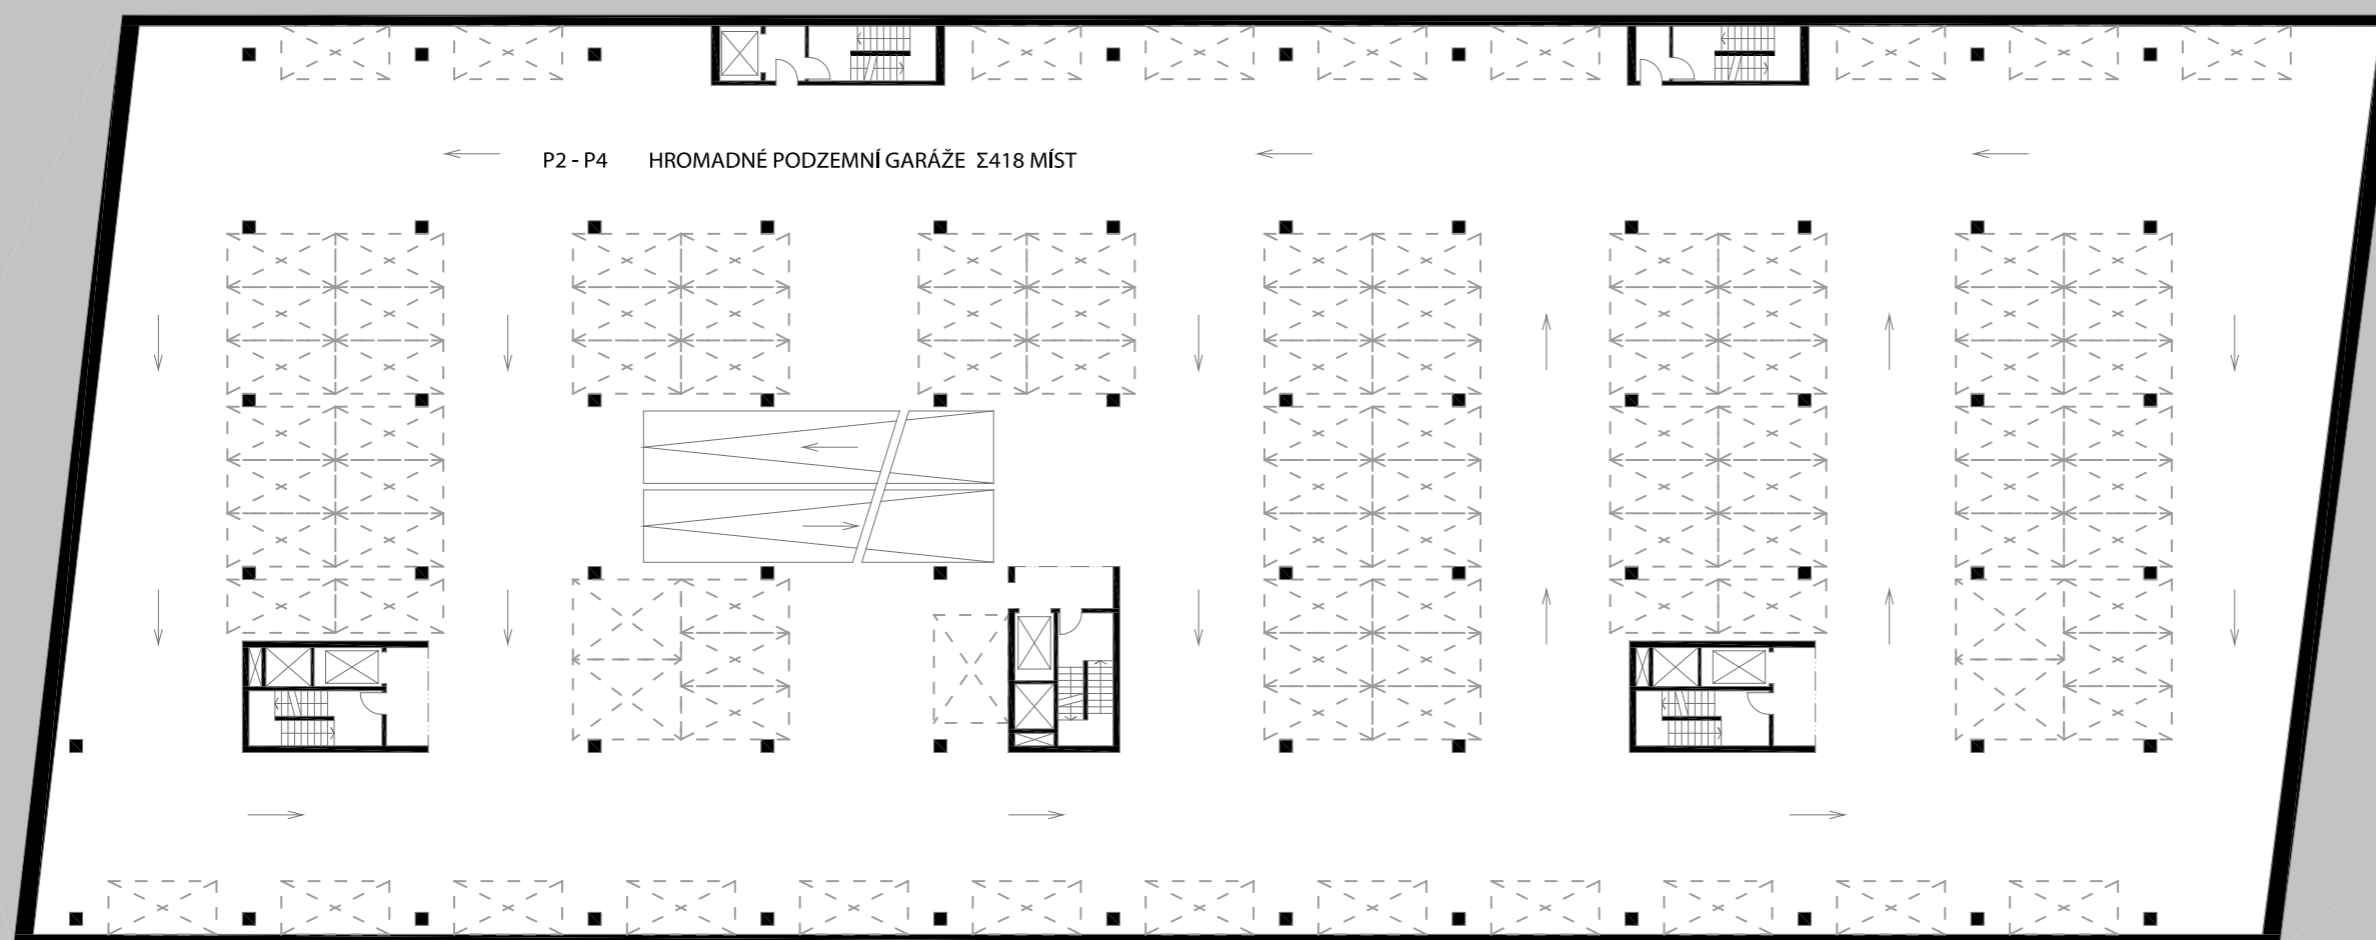 P2 - P4 HROMADNÉ PODZEMNÍ GARÁŽE Σ418 MÍST